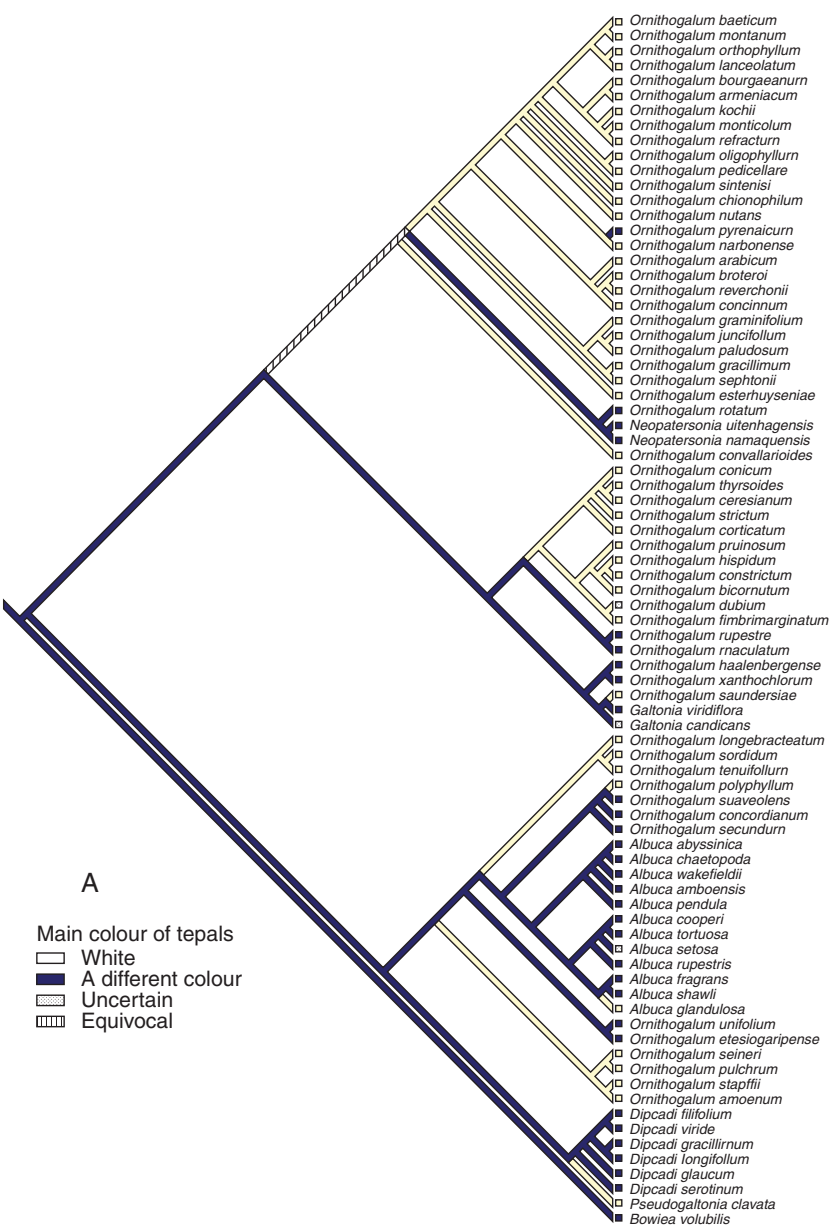 Ornithogalum baeticum
Ornithogalum montanum
Ornithogalum orthophyllum
Ornithogalum lanceolatum
Ornithogalum bourgaeanurn
Ornithogalum armeniacum
Ornithogalum kochii
Ornithogalum monticolum
Ornithogalum refracturn
Ornithogalum oligophyllurn
Ornithogalum pedicellare
Ornithogalum sintenisi
Ornithogalum chionophilum
Ornithogalum nutans
Ornithogalum pyrenaicurn
Ornithogalum narbonense
Ornithogalum arabicum
Ornithogalum broteroi
Ornithogalum reverchonii
Ornithogalum concinnum
Ornithogalum graminifolium
Ornithogalum juncifollum
Ornithogalum paludosum
Ornithogalum gracillimum
Ornithogalum sephtonii
Ornithogalum esterhuyseniae
Ornithogalum rotatum
Neopatersonia uitenhagensis
Neopatersonia namaquensis
Ornithogalum convallarioides
Ornithogalum conicum
Ornithogalum thyrsoides
Ornithogalum ceresianum
Ornithogalum strictum
Ornithogalum corticatum
Ornithogalum pruinosum
Ornithogalum hispidum
Ornithogalum constrictum
Ornithogalum bicornutum
Ornithogalum dubium
Ornithogalum fimbrimarginatum
Ornithogalum rupestre
Ornithogalum rnaculatum
Ornithogalum haalenbergense
Ornithogalum xanthochlorum
Ornithogalum saundersiae
Galtonia viridiflora
Galtonia candicans
Ornithogalum longebracteatum
Ornithogalum sordidum
Ornithogalum tenuifollurn
Ornithogalum polyphyllum
Ornithogalum suaveolens
Ornithogalum concordianum
Ornithogalum secundurn
Albuca abyssinica
Albuca chaetopoda
Albuca wakefieldii
Albuca amboensis
Albuca pendula
Albuca cooperi
Albuca tortuosa
Albuca setosa
Albuca rupestris
Albuca fragrans
Albuca shawli
Albuca glandulosa
Ornithogalum unifolium
Ornithogalum etesiogaripense
Ornithogalum seineri
Ornithogalum pulchrum
Ornithogalum stapffii
Ornithogalum amoenum
Dipcadi filifolium
Dipcadi viride
Dipcadi gracillirnum
Dipcadi longifollum
Dipcadi glaucum
Dipcadi serotinum
Pseudogaltonia clavata
Bowiea volubilis
A
Main colour of tepals
White
A different colour
Uncertain
Equivocal